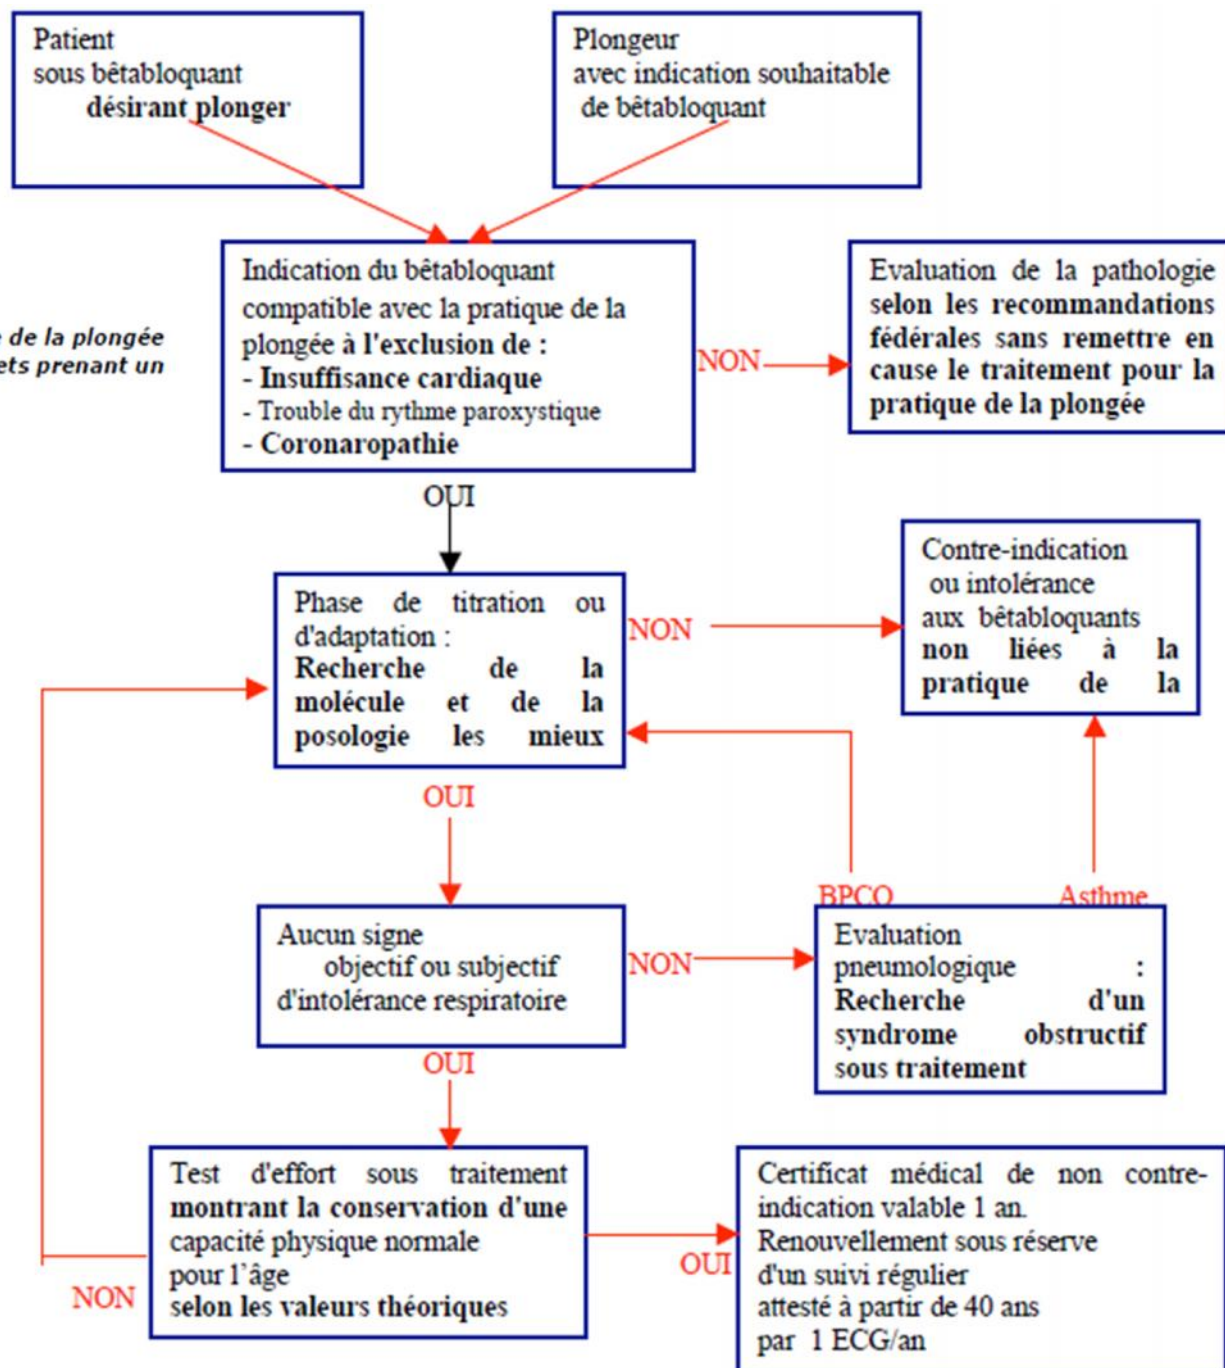 Patient
sous bêtabloquant
désirant plonger
Plongeur
avec indication souhaitable
de bêtabloquant
de la plongée
ets prenant un
Indication du bêtabloquant
compatible avec la pratique de la
plongée à l'exclusion de :
- Insuffisance cardiaque
- Trouble du rythme paroxystique
- Coronaropathie
NON
Evaluation de la pathologie
selon les recommandations
fédérales sans remettre en
cause le traitement pour la
pratique de la plongée
OUI
Phase de titration ou
d'adaptation :
Recherche de la
molécule et de la
posologie les mieux
NON
Contre-indication
ou intolérance
aux bêtabloquants
non liées à la
pratique de la
OUI
BPCO
Asthme
Aucun signe
objectif ou subjectif
d'intolérance respiratoire
NON
Evaluation
pneumologique :
Recherche d'un
syndrome obstructif
sous traitement
OUI
Test d'effort sous traitement
montrant la conservation d'une
capacité physique normale
pour l'âge
selon les valeurs théoriques
NON
OUI
Certificat médical de non contre-
indication valable 1 an.
Renouvellement sous réserve
d'un suivi régulier
attesté à partir de 40 ans
par 1 ECG/an